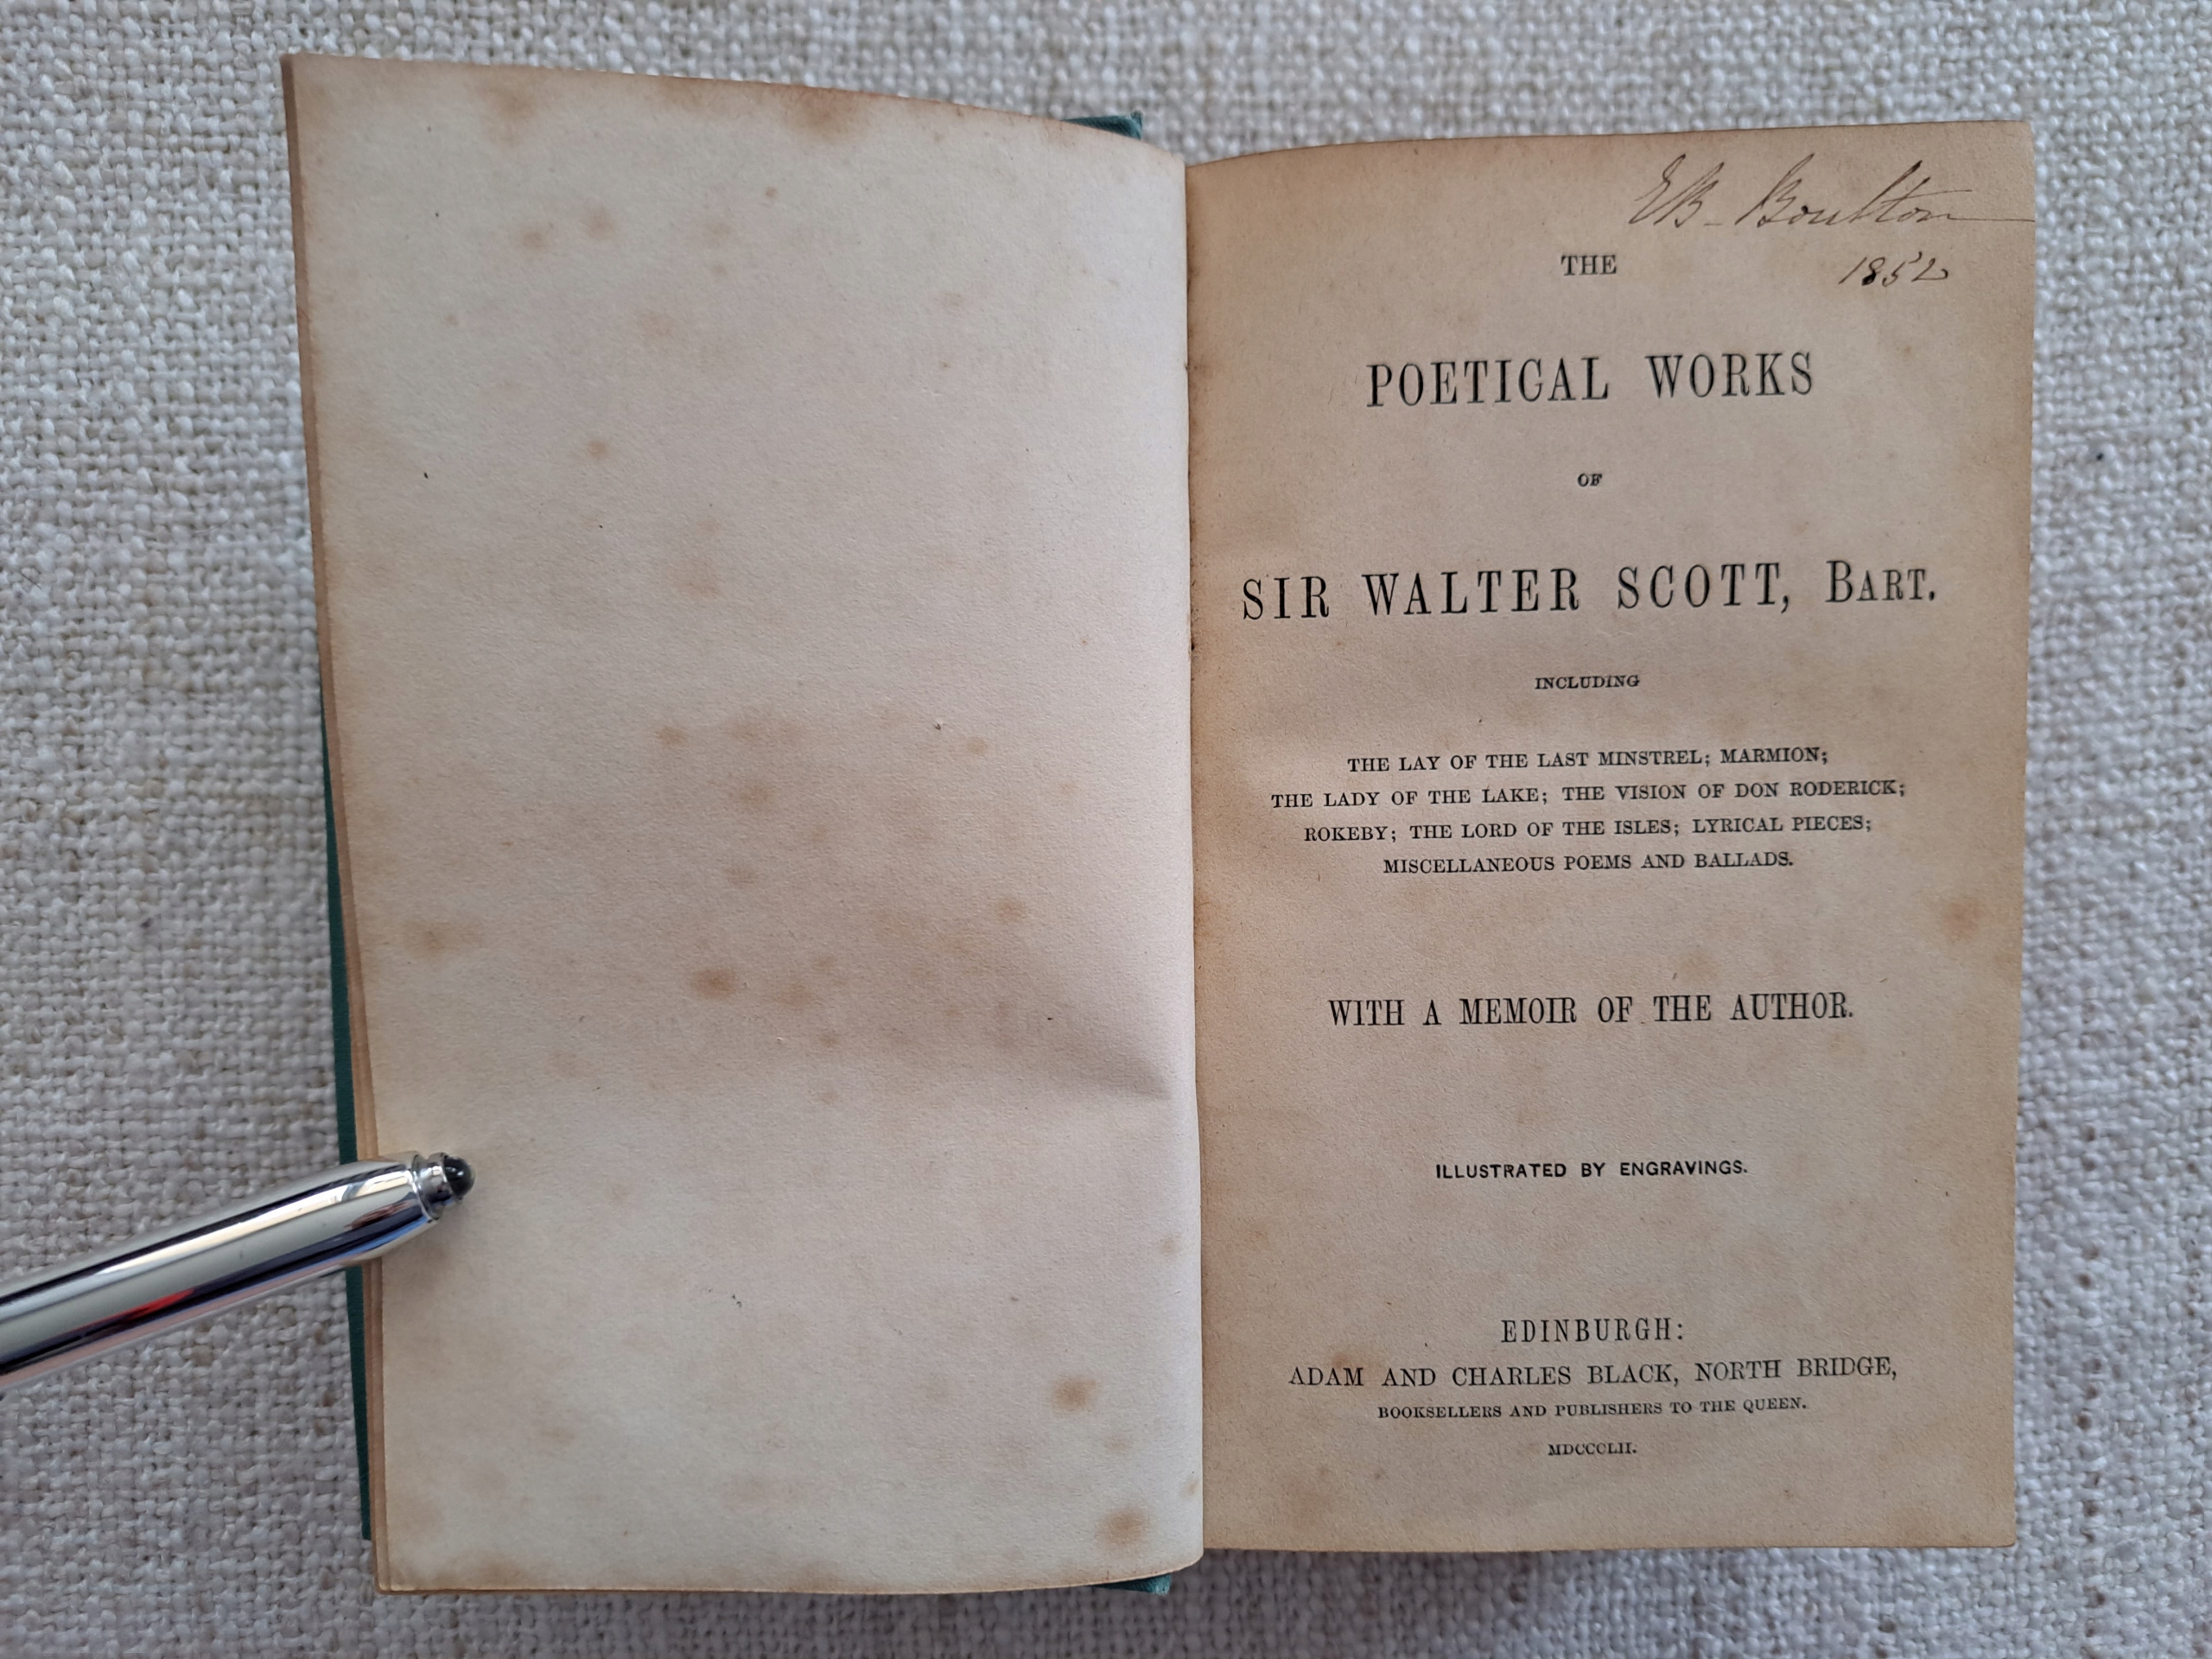 EB - Boulton
1852
THE
POETICAL WORKS
OF
SIR WALTER SCOTT, BART.
INCLUDING
THE LAY OF THE LAST MINSTREL; MARMION;
THE LADY OF THE LAKE; THE VISION OF DON RODERICK;
ROKEBY; THE LORD OF THE ISLES; LYRICAL PIECES;
MISCELLANEOUS POEMS AND BALLADS.
WITH A MEMOIR OF THE AUTHOR.
ILLUSTRATED BY ENGRAVINGS.
EDINBURGH:
ADAM AND CHARLES BLACK, NORTH BRIDGE,
BOOKSELLERS AND PUBLISHERS TO THE QUEEN.
MDCCCLII.